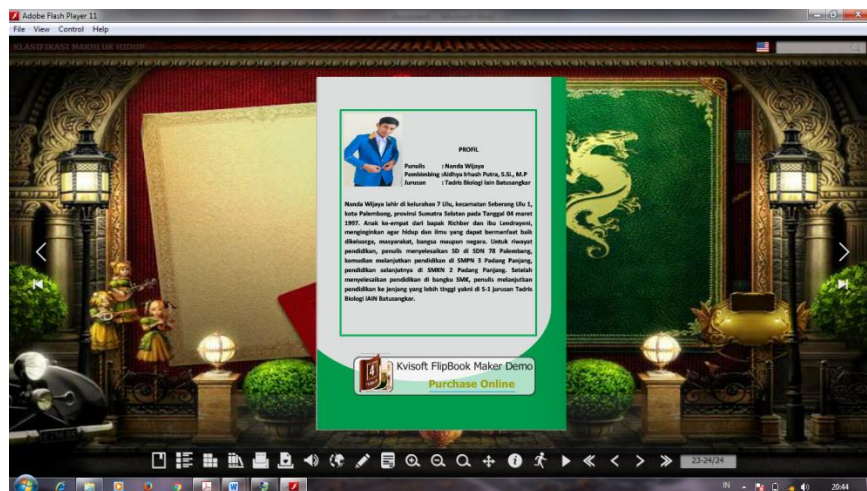 Adobe Flash Player 11
File View Control Help
KLASIFIKASI MAKHLUK HIDUP
PROFIL
Penulis : Nanda Wijaya
Pembimbing :Aidhya Irhash Putra, S.Si., M.P
Jurusan : Tadris Biologi Iain Batusangkar
Nanda Wijaya lahir di kelurahan 7 Ulu, kecamatan Seberang Ulu 1,
kota Palembang, provinsi Sumatra Selatan pada Tanggal 04 maret
1997. Anak ke-empat dari bapak Richber dan ibu Lendrayeni,
menginginkan agar hidup dan ilmu yang dapat bermanfaat baik
dikeluarga, masyarakat, bangsa maupun negara. Untuk riwayat
pendidikan, penulis menyelesaikan SD di SDN 78 Palembang,
kemudian melanjutkan pendidikan di SMPN 3 Padang Panjang,
pendidikan selanjutnya di SMKN 2 Padang Panjang. Setelah
menyelesaikan pendidikan di bangku SMK, penulis melanjutkan
pendidikan ke jenjang yang lebih tinggi yakni di S-1 Jurusan Tadris
Biologi IAIN Batusangkar.
4
Kvisoft FlipBook Maker Demo
Purchase Online
23-24/24
IN
20:44